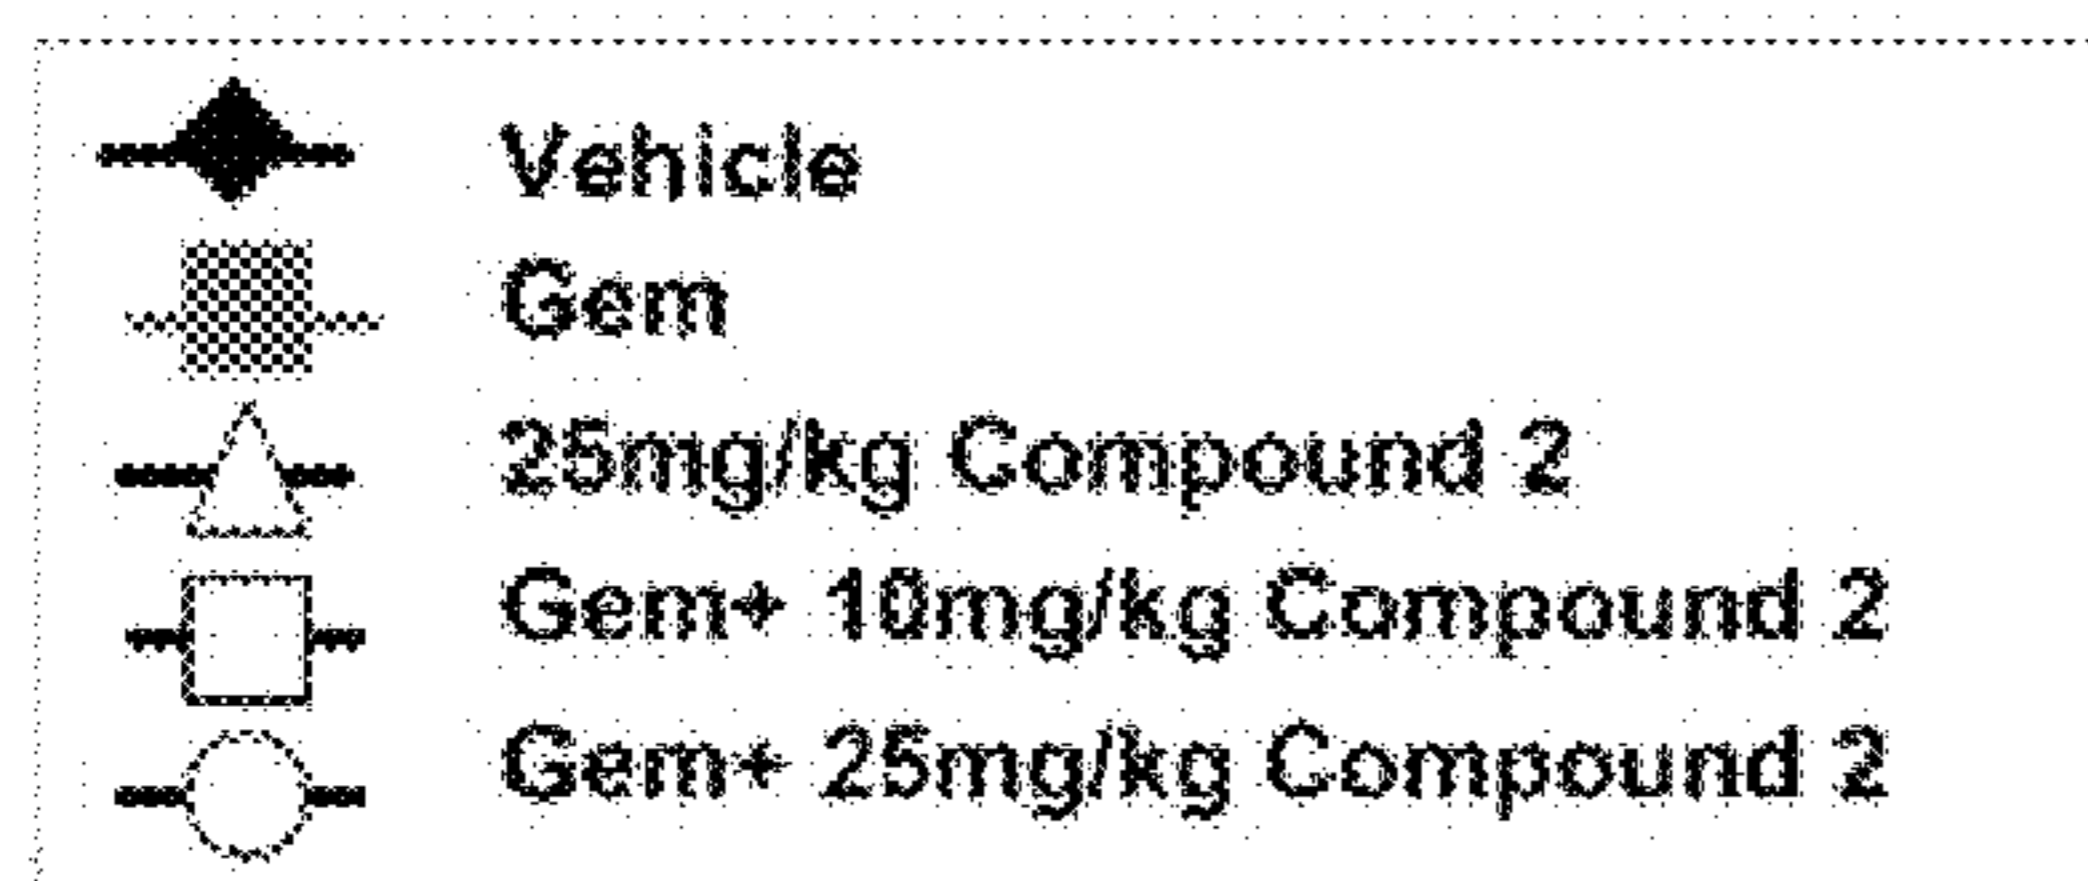 Vehicle
Gem
25mg/kg Compound 2
Gem+ 10mg/kg Compound 2
Gem+ 25mg/kg Compound 2